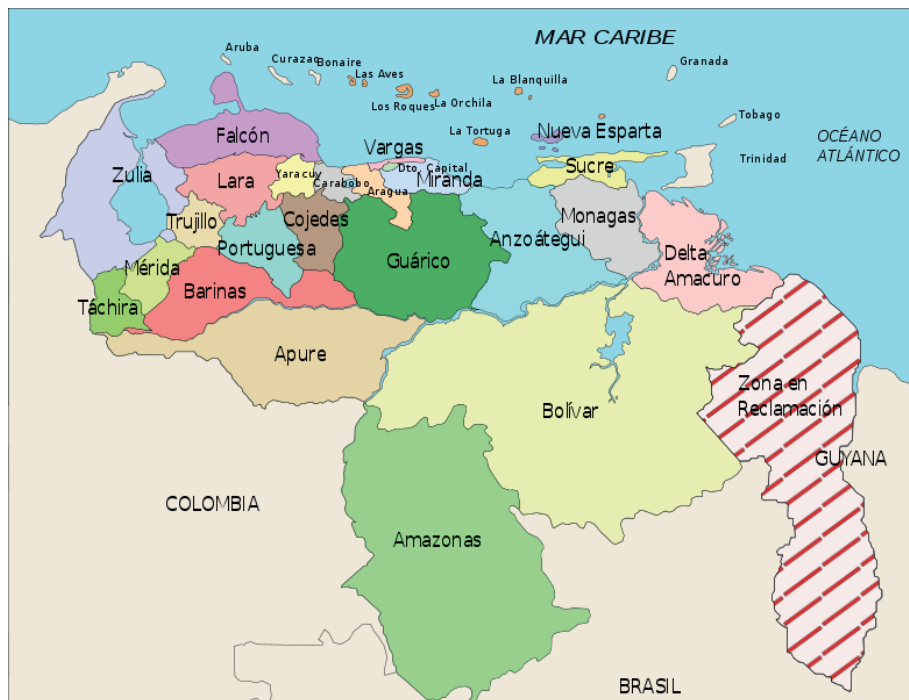 MAR CARIBE
Aruba
Curazao
Bonaire
Las Aves
Los Roques
La Orchila
La Blanquilla
Granada
La Tortuga
Nueva Esparta
Tobago
Trinidad
OCÉANO
ATLÁNTICO
Falcón
Vargas
Dto. Capital
Zulia
Lara
Yaracuy
Carabobo
Aragua
Miranda
Sucre
Trujillo
Cojedes
Portuguesa
Monagas
Anzoátegui
Mérida
Guárico
Delta
Amacuro
Táchira
Barinas
Apure
Zona en
Reclamación
Bolívar
GUYANA
COLOMBIA
Amazonas
BRASIL